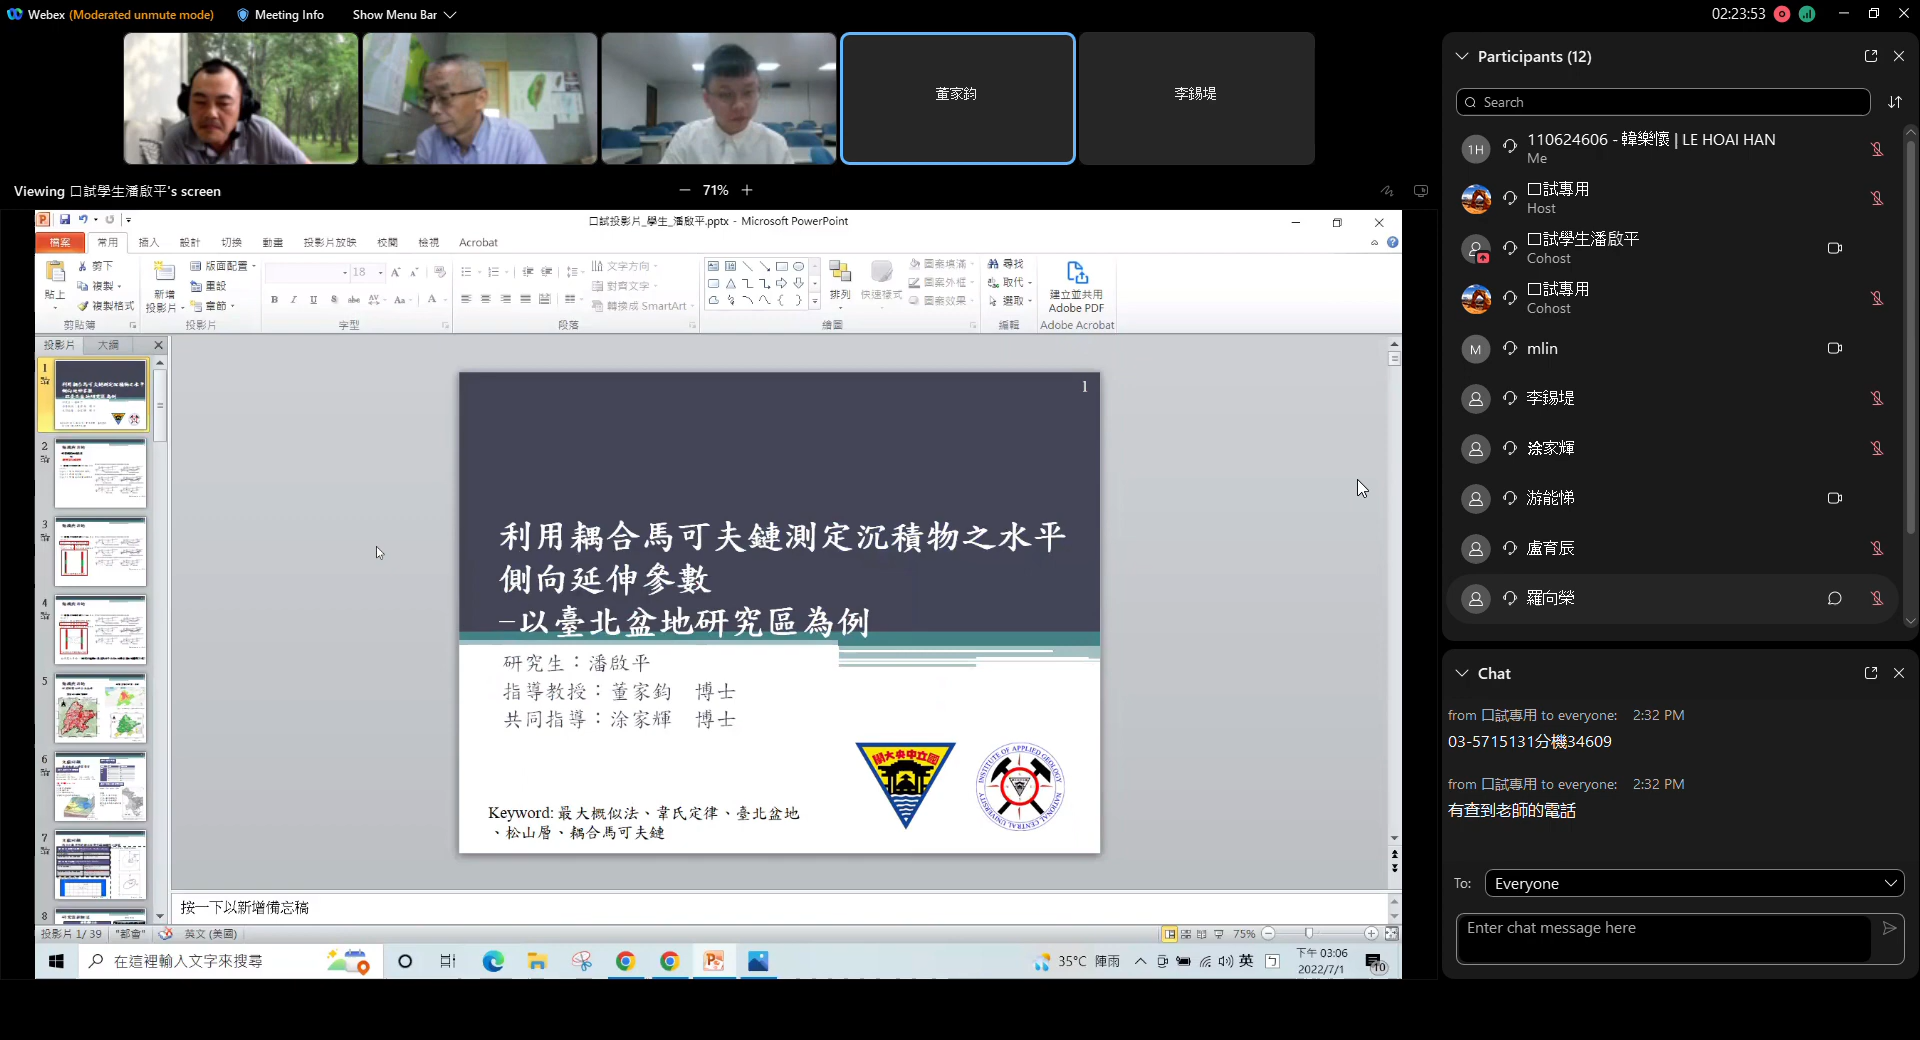 Webex (Moderated unmute mode)
Meeting Info
Show Menu Bar
02:23:53
董家鈞
李錫堤
Viewing 口試學生潘啟平's screen
71%
口試投影片_學生_潘啟平.pptx - Microsoft PowerPoint
檔案 常用 插入 設計 切換 動畫 投影片放映 校閱 檢視 Acrobat
貼上
剪下
複製
複製格式
剪貼簿
新增
投影片
版面配置
重設
章節
投影片
18
字型
文字方向
對齊文字
轉換成 SmartArt
段落
排列
快速樣式
圖案填滿
圖案外框
圖案效果
繪圖
尋找
取代
選取
編輯
建立並共用
Adobe PDF
Adobe Acrobat
投影片 大綱
1
2
3
4
5
6
7
8
1
利用耦合馬可夫鏈測定沉積物之水平
側向延伸參數
–以臺北盆地研究區為例
研究生：潘啟平
指導教授：董家鈞 博士
共同指導：涂家輝 博士
Keyword: 最大概似法、韋氏定律、臺北盆地
、松山層、耦合馬可夫鏈
INSTITUTE OF APPLIED GEOLOGY
NATIONAL CENTRAL UNIVERSITY
按一下以新增備忘稿
投影片 1/ 39 "都會" 英文 (美國)
75%
在這裡輸入文字來搜尋
35°C 陣雨
英
下午 03:06
2022/7/1
10
Participants (12)
Search
1H
110624606 - 韓樂懷 | LE HOAI HAN
Me
口試專用
Host
口試學生潘啟平
Cohost
口試專用
Cohost
M
mlin
李錫堤
涂家輝
游能悌
盧育辰
羅向榮
Chat
from 口試專用 to everyone: 2:32 PM
03-5715131分機34609
from 口試專用 to everyone: 2:32 PM
有查到老師的電話
To: Everyone
Enter chat message here